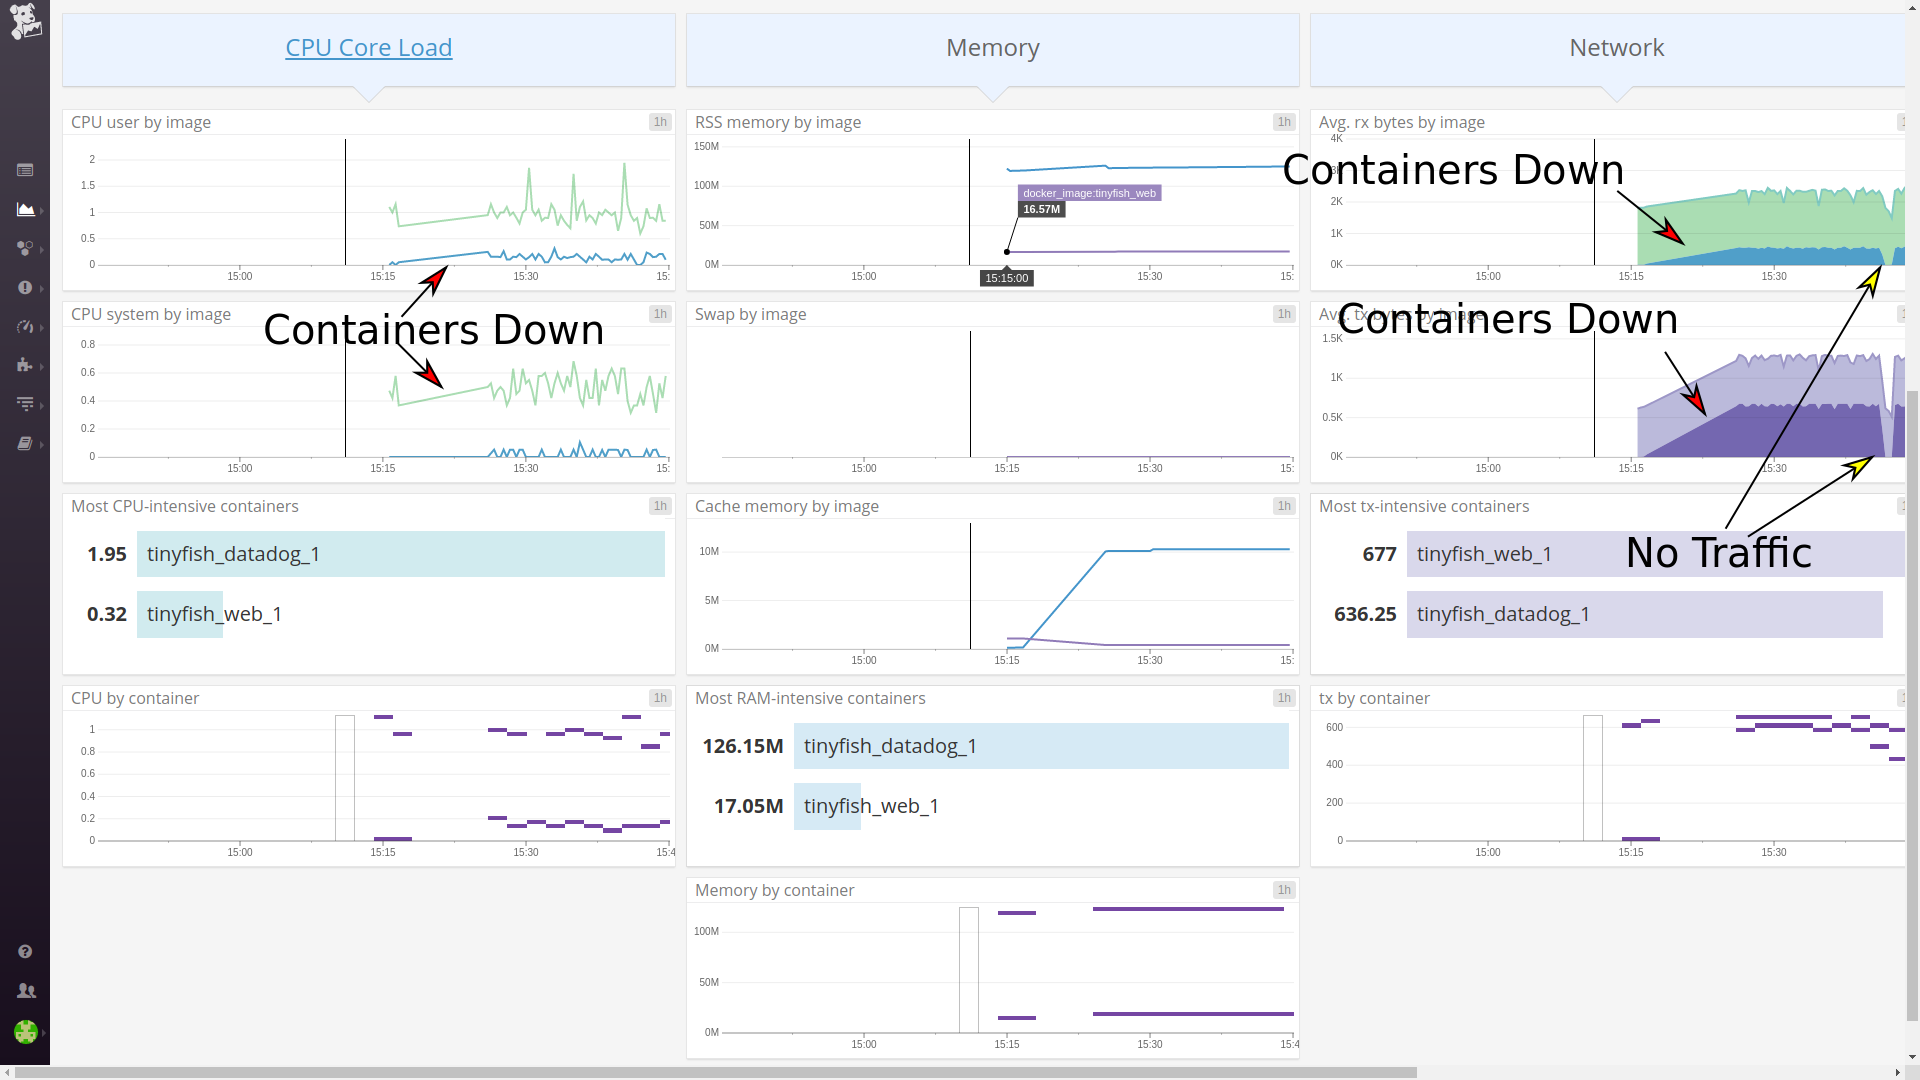 CPU Core Load
Memory
Network
CPU user by image
1h
2
1.5
1
0.5
0
15:00
15:15
15:30
15:
RSS memory by image
1h
150M
100M
50M
0M
docker_image:tinyfish_web
16.57M
15:00
15:15:00
15:30
15:
Avg. rx bytes by image
4K
Containers Down
2K
1K
0K
15:00
15:15
15:30
CPU system by image
1h
Containers Down
0.8
0.6
0.4
0.2
0
15:00
15:15
15:30
15:
Swap by image
1h
15:00
15:15
15:30
15:
Avg. tx bytes by image
Containers Down
1.5K
1K
0.5K
0K
15:00
15:15
15:30
Most CPU-intensive containers
1h
1.95 tinyfish_datadog_1
0.32 tinyfish_web_1
Cache memory by image
1h
10M
5M
0M
15:00
15:15
15:30
15:
Most tx-intensive containers
677 tinyfish_web_1
No Traffic
636.25 tinyfish_datadog_1
CPU by container
1h
1
0.8
0.6
0.4
0.2
0
15:00
15:15
15:30
15:4
Most RAM-intensive containers
1h
126.15M tinyfish_datadog_1
17.05M tinyfish_web_1
tx by container
600
400
200
0
15:00
15:15
15:30
Memory by container
1h
100M
50M
0M
15:00
15:15
15:30
15:4